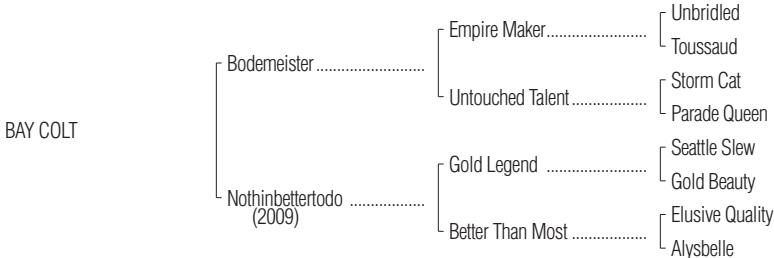 Unbridled
Empire Maker........................
Toussaud
Bodemeister..........................
Storm Cat
Untouched Talent..................
Parade Queen
BAY COLT
Seattle Slew
Gold Legend ........................
Gold Beauty
Nothinbettertodo ..................
(2009)
Elusive Quality
Better Than Most ..................
Alysbelle